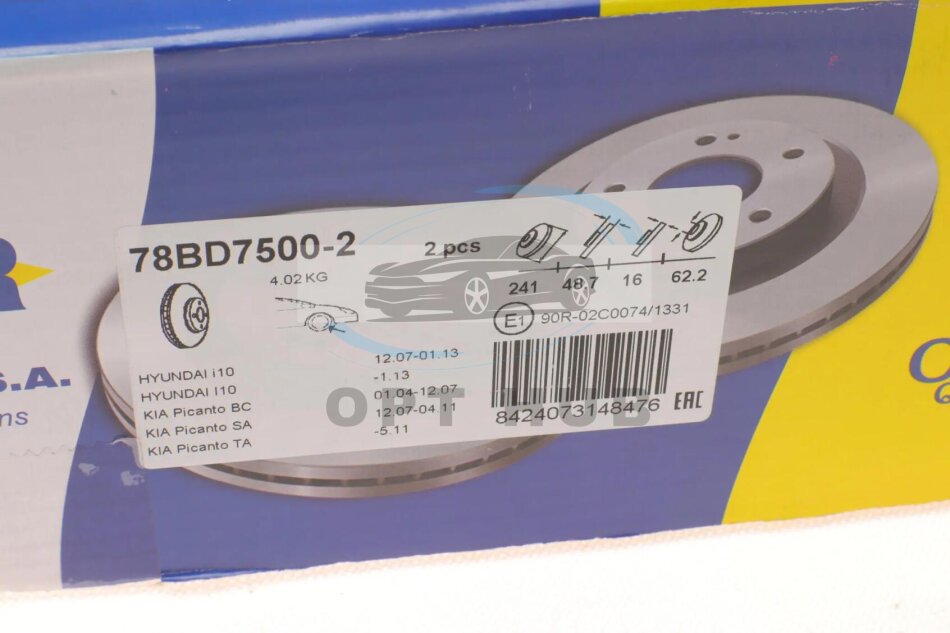 78BD7500-2
2 pcs
4.02 KG
241 48.7 16 62.2
E1 90R-02C0074/1331
HYUNDAI i10 12.07-01.13
HYUNDAI I10 -1.13
KIA Picanto BC 01.04-12.07
KIA Picanto SA 12.07-04.11
KIA Picanto TA -5.11
8424073148476 EAC
OPT HUB
R
S.A.